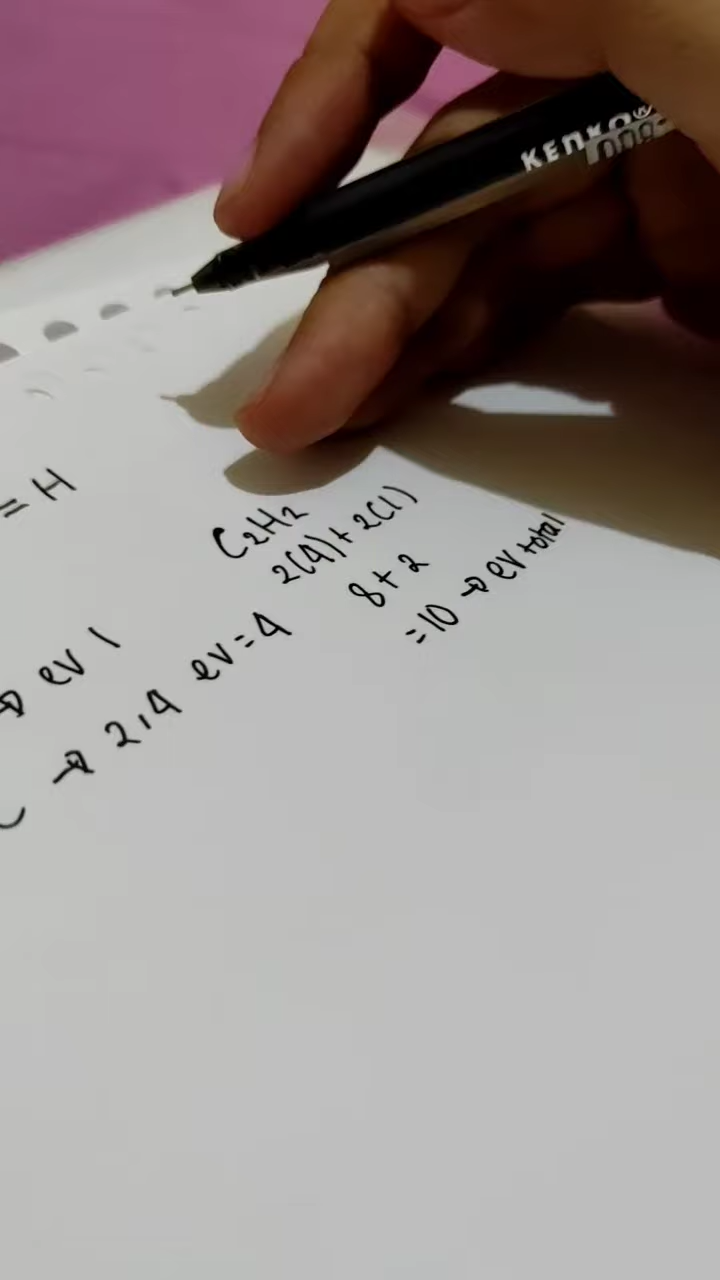 KENKO®
= H
C2H2
2(4)+2(1)
8+2
=10 → ev total
→ ev 1
→ 2,4 ev=4